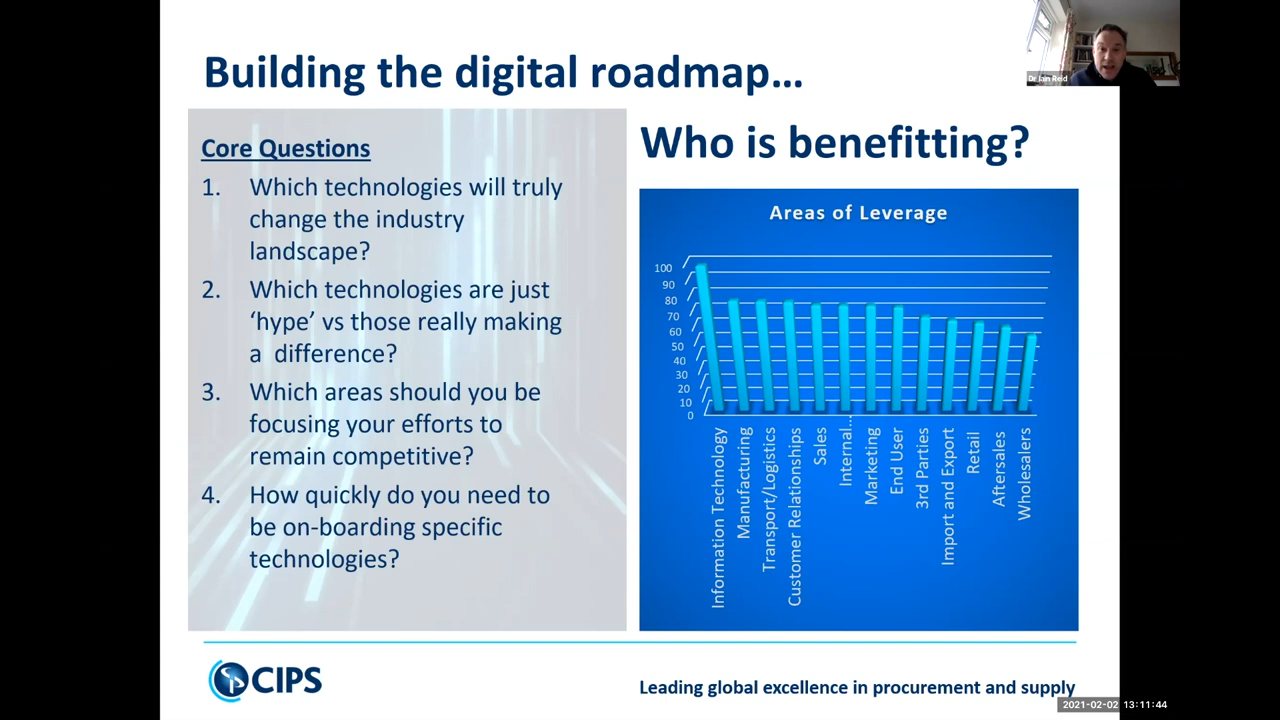 Building the digital roadmap...
Dr Iain Reid
Core Questions
1. Which technologies will truly
change the industry
landscape?
2. Which technologies are just
‘hype’ vs those really making
a difference?
3. Which areas should you be
focusing your efforts to
remain competitive?
4. How quickly do you need to
be on-boarding specific
technologies?
Who is benefitting?
Areas of Leverage
100
90
80
70
60
50
40
30
20
10
0
Information Technology
Manufacturing
Transport/Logistics
Customer Relationships
Sales
Internal...
Marketing
End User
3rd Parties
Import and Export
Retail
Aftersales
Wholesalers
CIPS
Leading global excellence in procurement and supply
2021-02-02 13:11:44